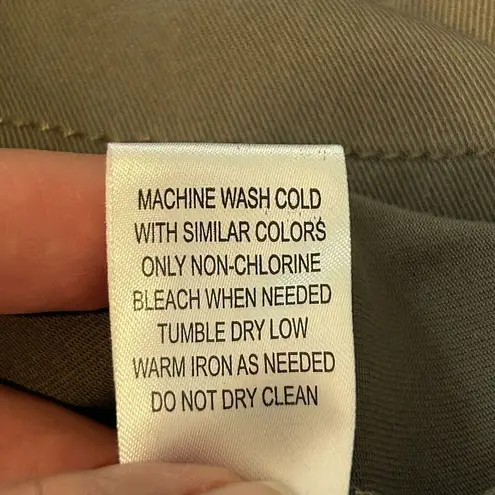 MACHINE WASH COLD
WITH SIMILAR COLORS
ONLY NON-CHLORINE
BLEACH WHEN NEEDED
TUMBLE DRY LOW
WARM IRON AS NEEDED
DO NOT DRY CLEAN